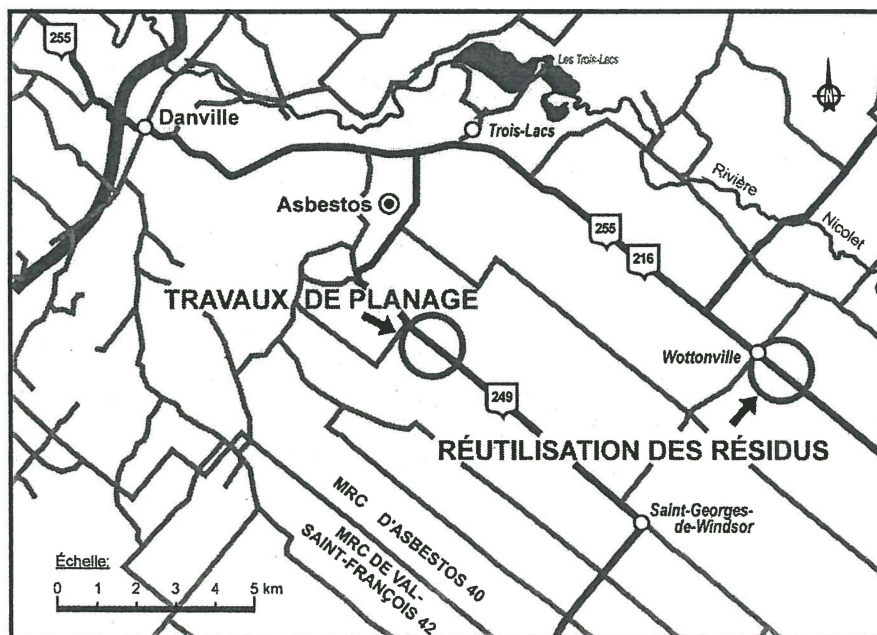 255
Les Trois-Lacs
N
Danville
Trois-Lacs
Rivière
Nicolet
Asbestos
255
216
TRAVAUX DE PLANAGE
Wottonville
249
RÉUTILISATION DES RÉSIDUS
MRC D'ASBESTOS 40
MRC DE VAL-
SAINT-FRANÇOIS 42
Saint-Georges-
de-Windsor
Échelle:
0 1 2 3 4 5 km